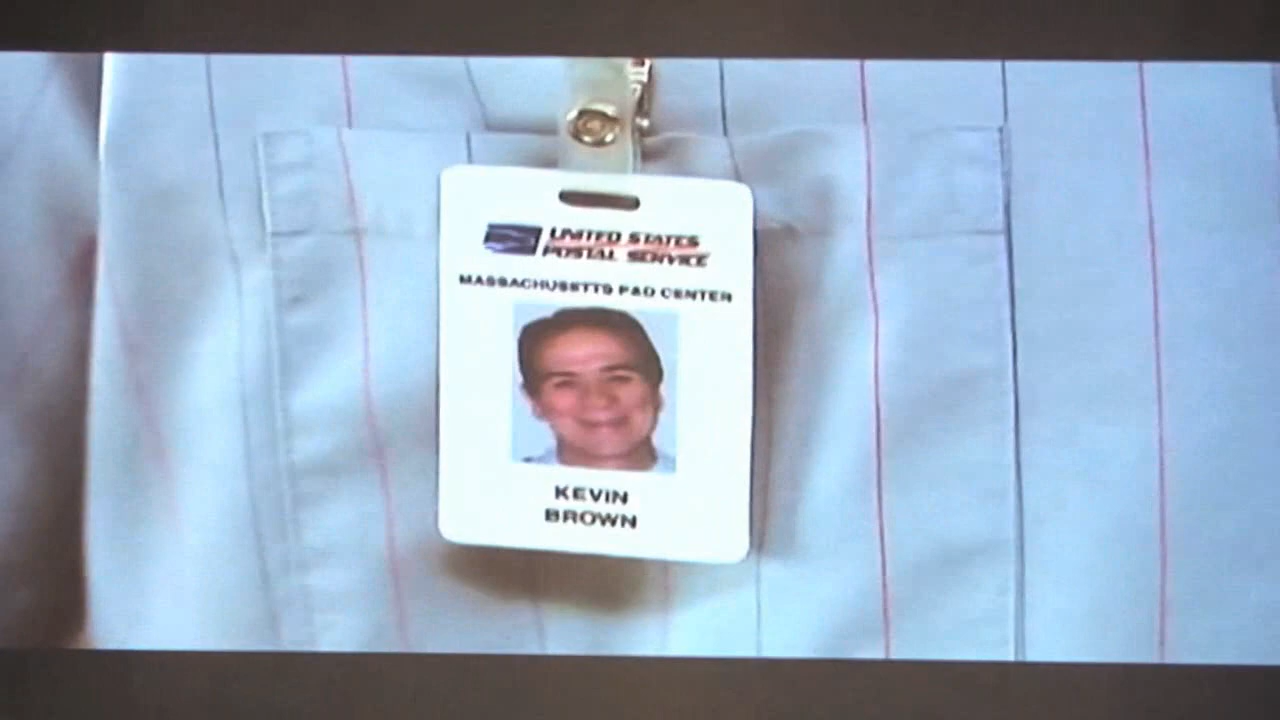 UNITED STATES
POSTAL SERVICE
MASSACHUSETTS P&D CENTER
KEVIN
BROWN